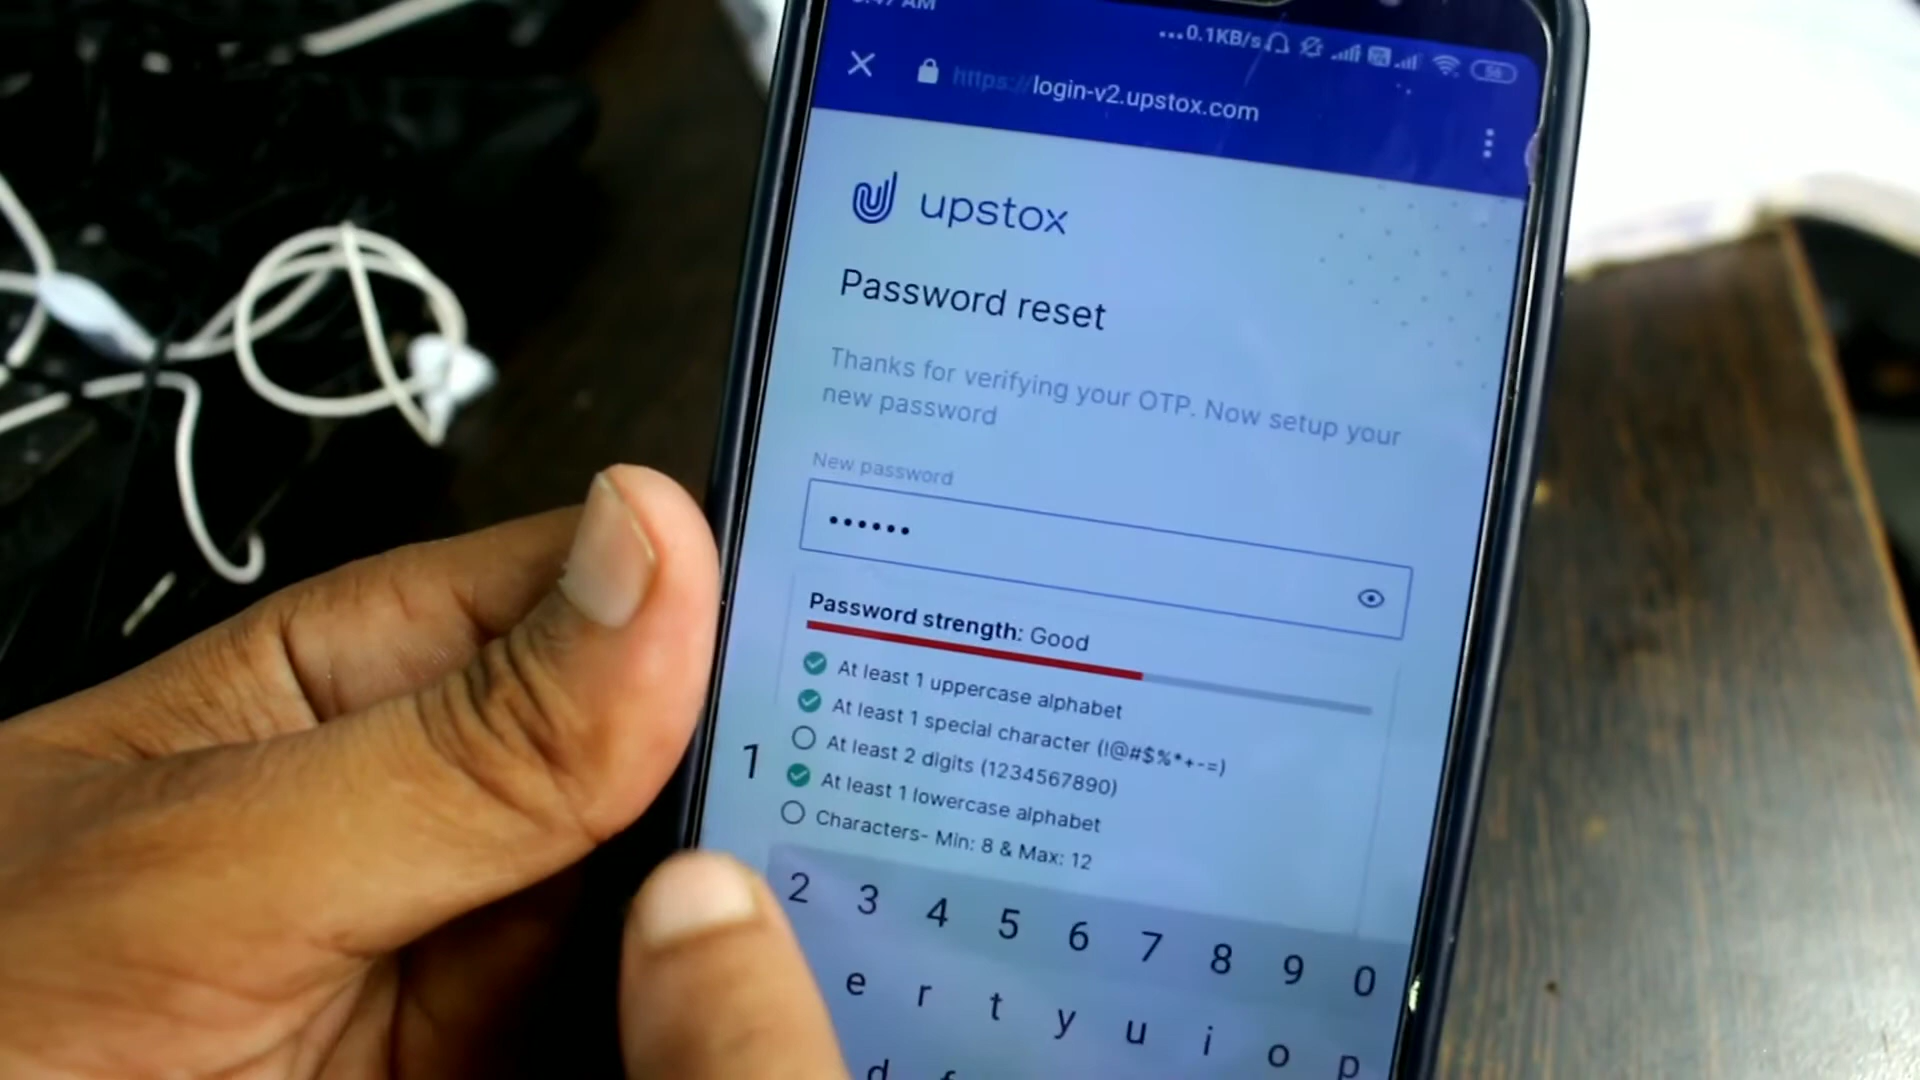 ...0.1KB/s
56
https://login-v2.upstox.com
upstox
Password reset
Thanks for verifying your OTP. Now setup your
new password
New password
••••••
Password strength: Good
At least 1 uppercase alphabet
At least 1 special character (!@#$%*+-=)
At least 2 digits (1234567890)
At least 1 lowercase alphabet
Characters- Min: 8 & Max: 12
1 2 3 4 5 6 7 8 9 0
e r t y u i o p
d f